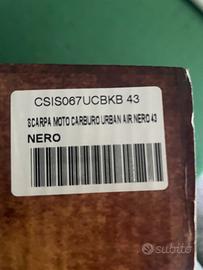 CSIS067UCBKB 43
SCARPA MOTO CARBURO URBAN AIR NERO 43
NERO
subito